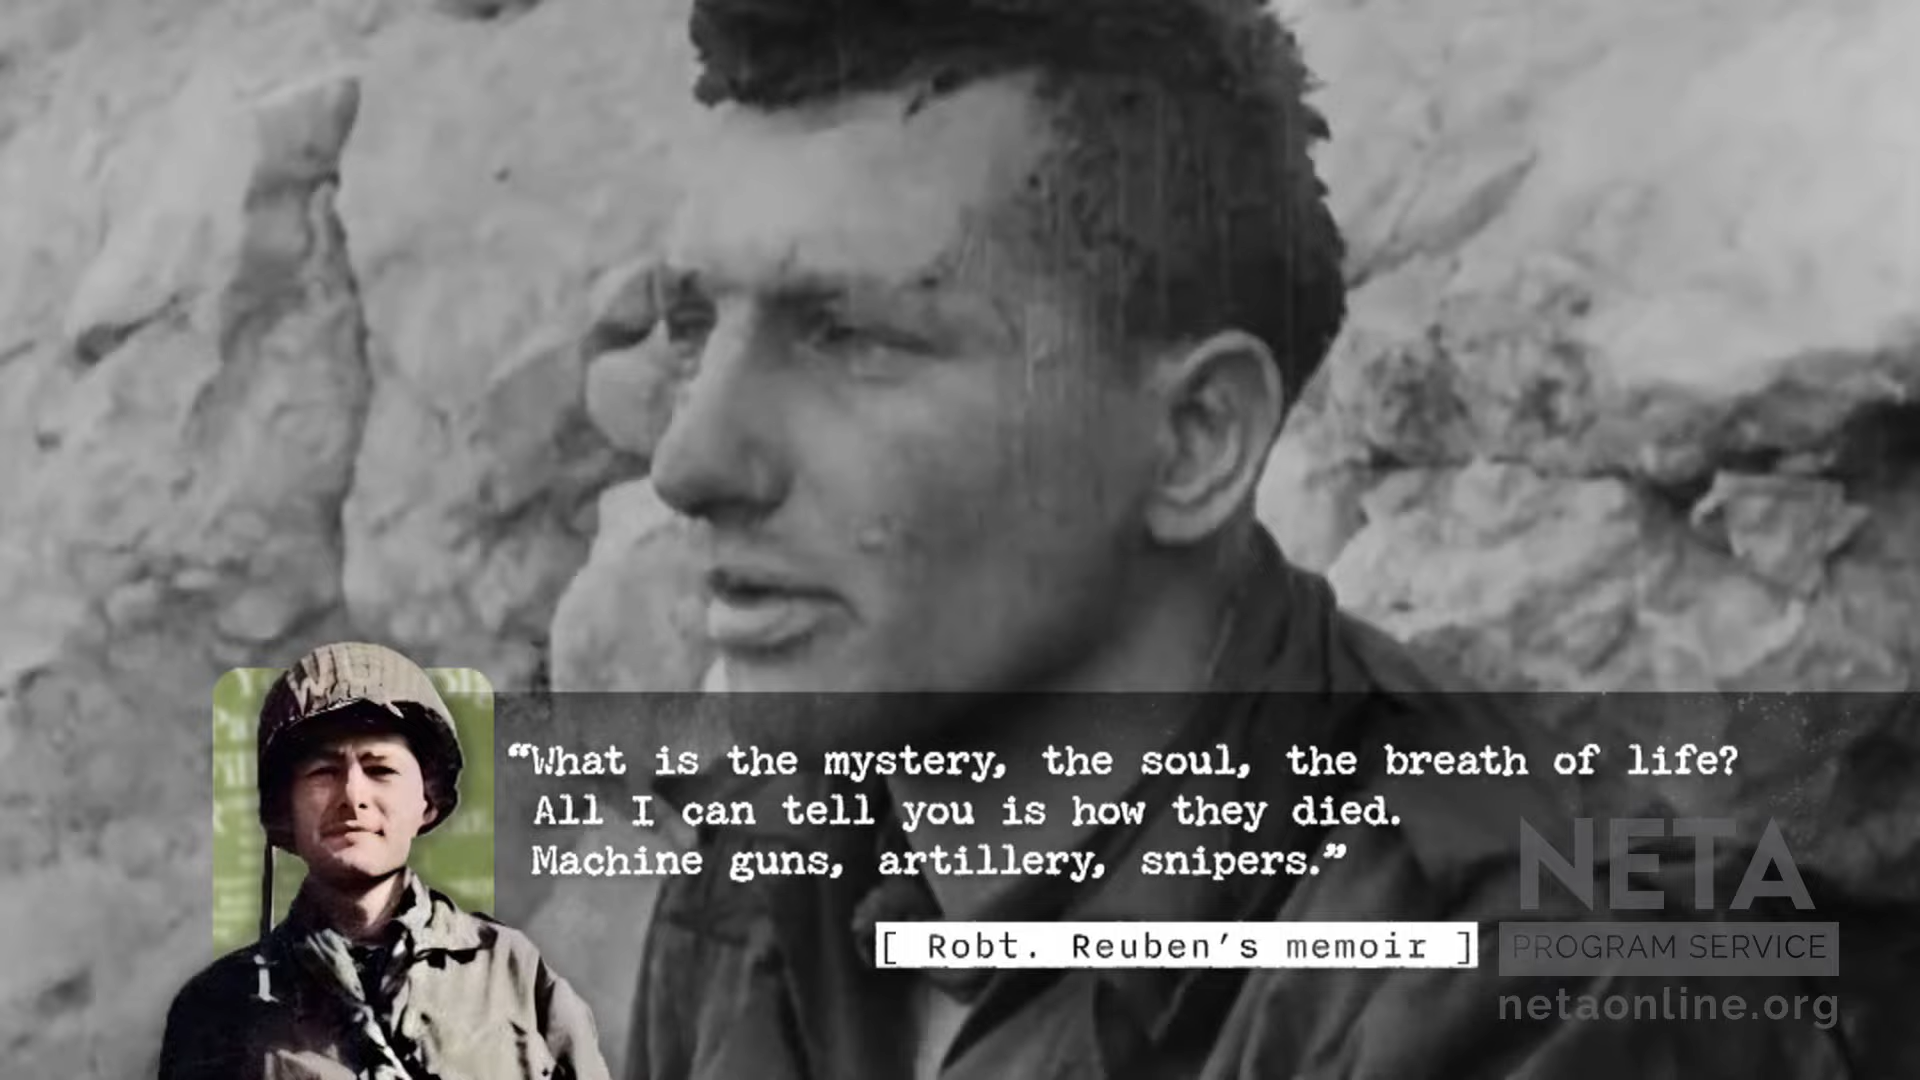 “What is the mystery, the soul, the breath of life?
All I can tell you is how they died.
Machine guns, artillery, snipers.”
[ Robt. Reuben’s memoir ]
NETA
PROGRAM SERVICE
netaonline.org